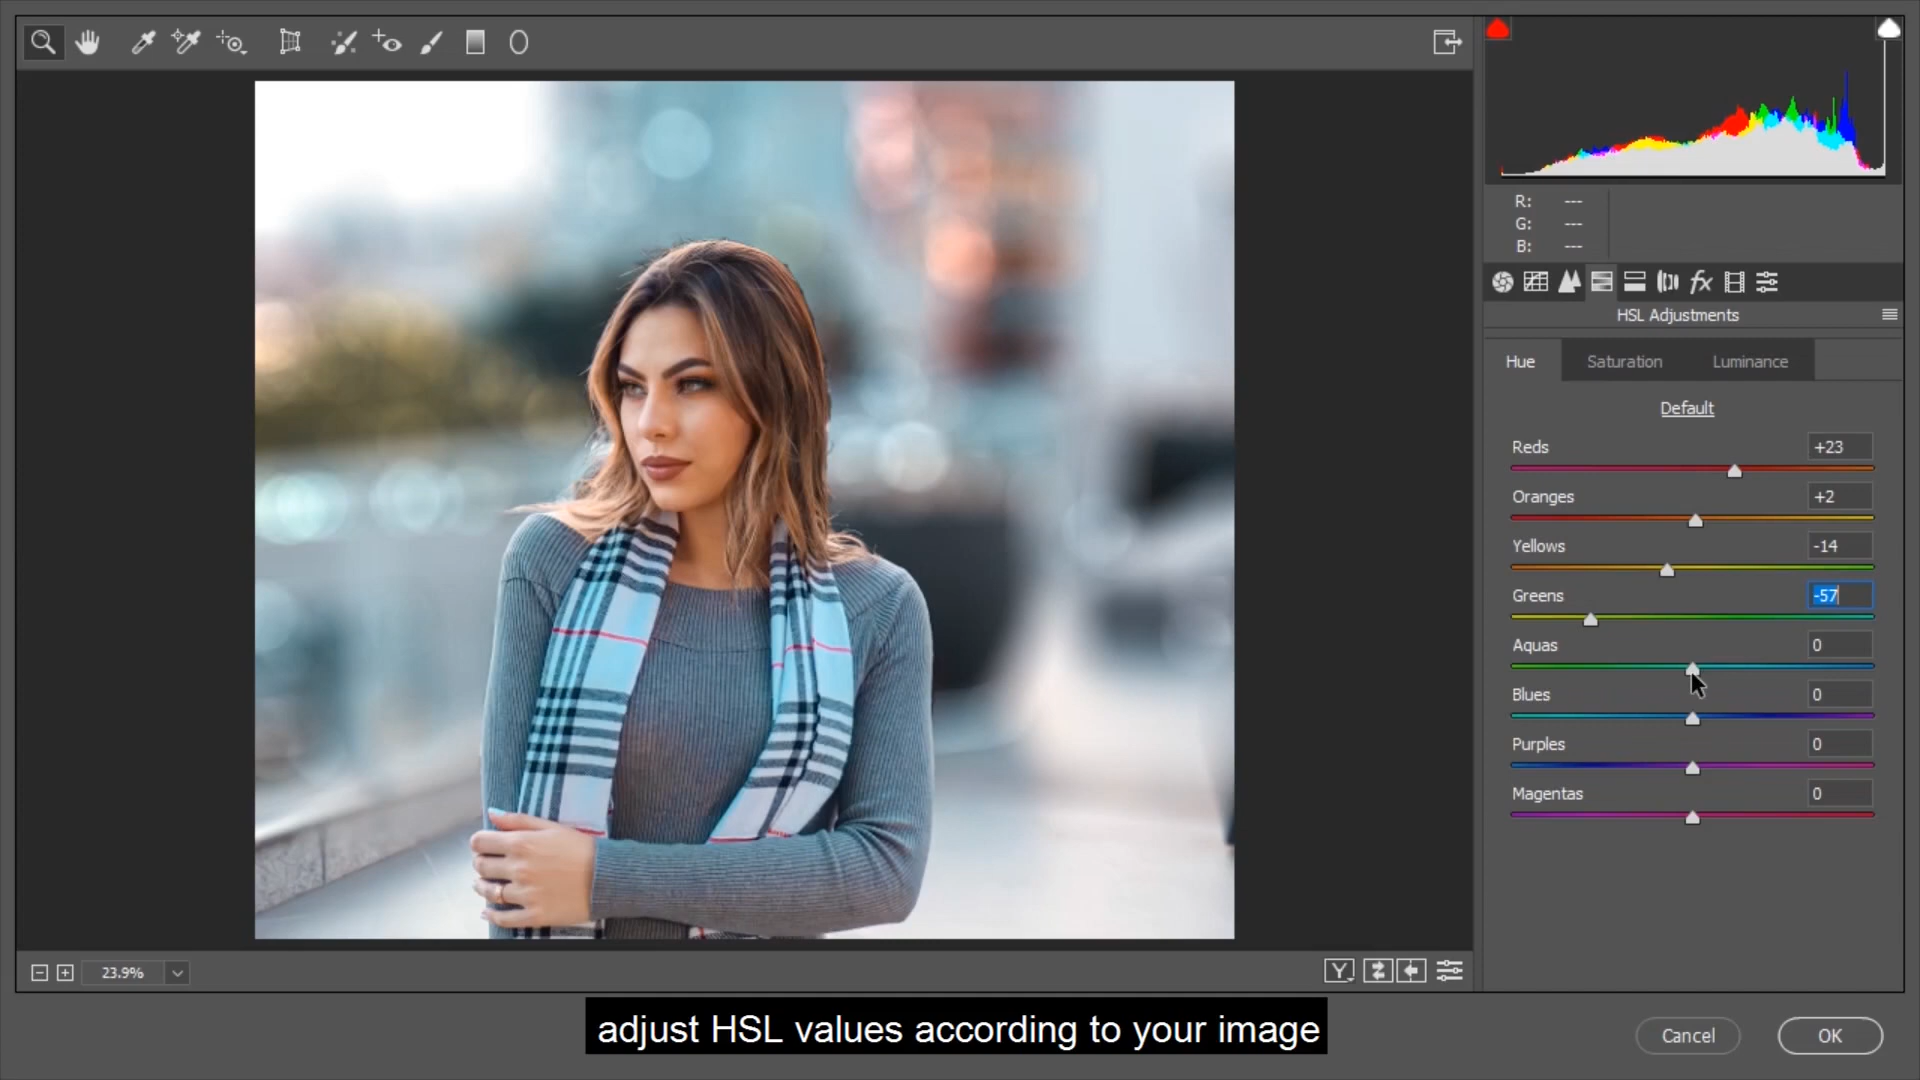 R: ---
G: ---
B: ---
fx
HSL Adjustments
Hue Saturation Luminance
Default
Reds +23
Oranges +2
Yellows -14
Greens -57
Aquas 0
Blues 0
Purples 0
Magentas 0
23.9%
Y
adjust HSL values according to your image
Cancel OK